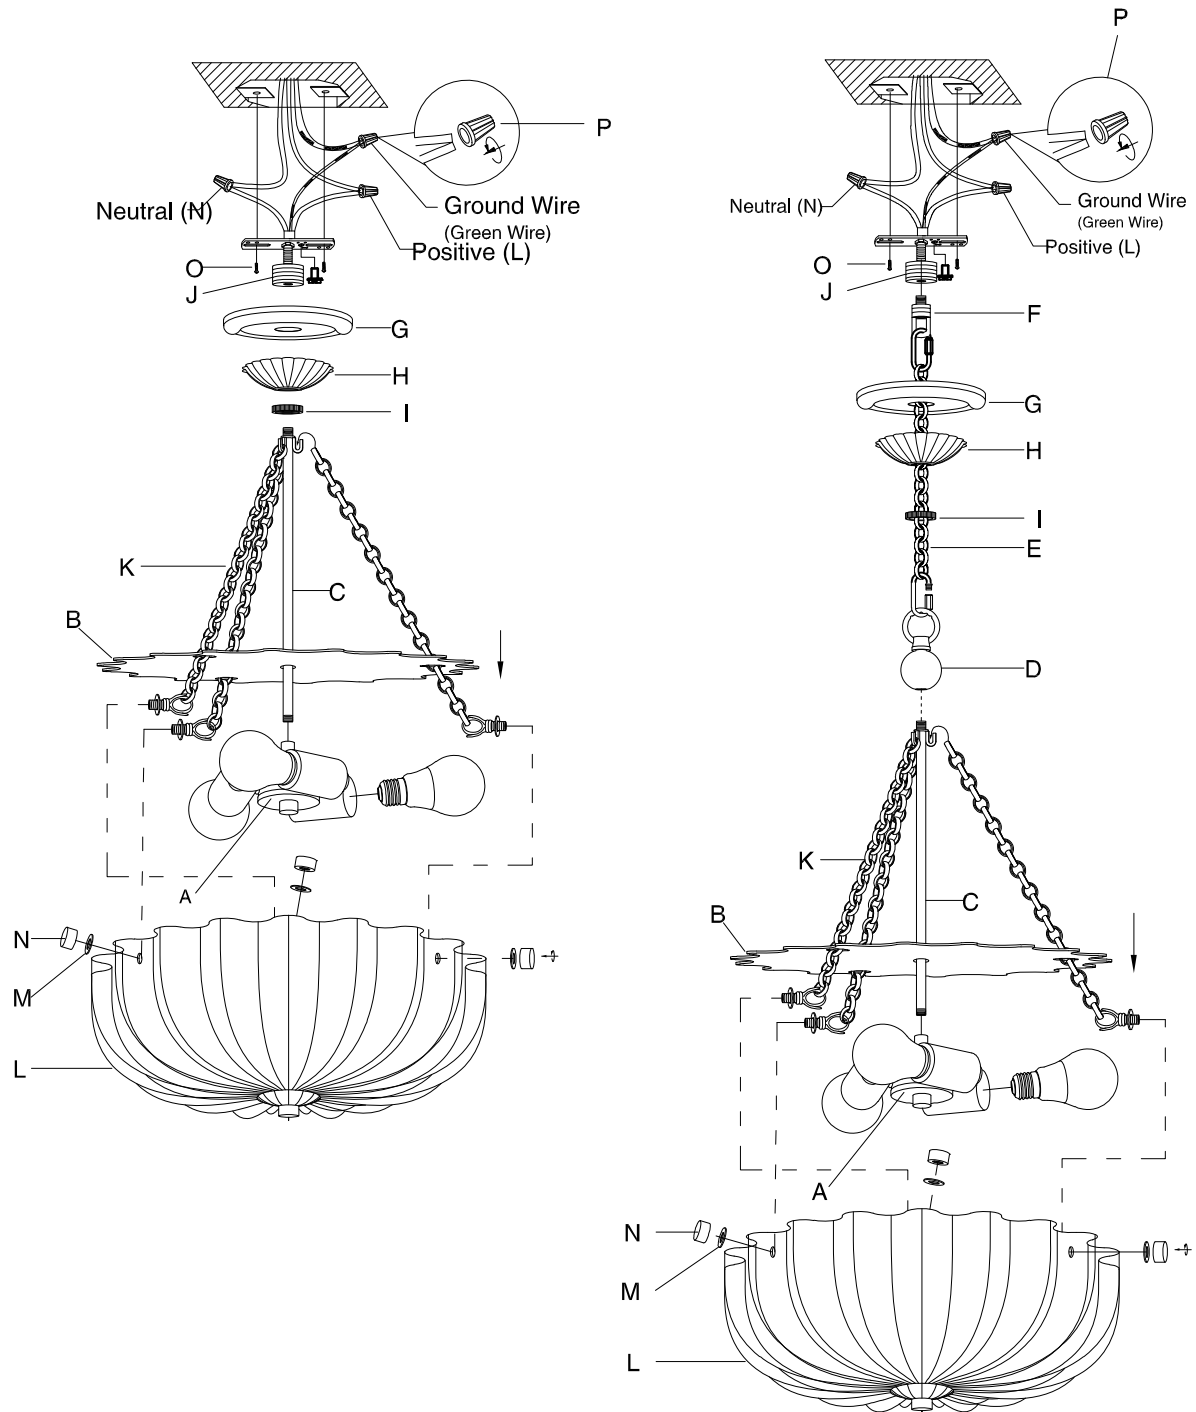 P
Neutral (N)
Ground Wire
(Green Wire)
Positive (L)
O
J
G
H
I
K
C
B
A
N
M
L
P
Neutral (N)
Ground Wire
(Green Wire)
Positive (L)
O
J
F
G
H
I
E
D
K
C
B
A
N
M
L